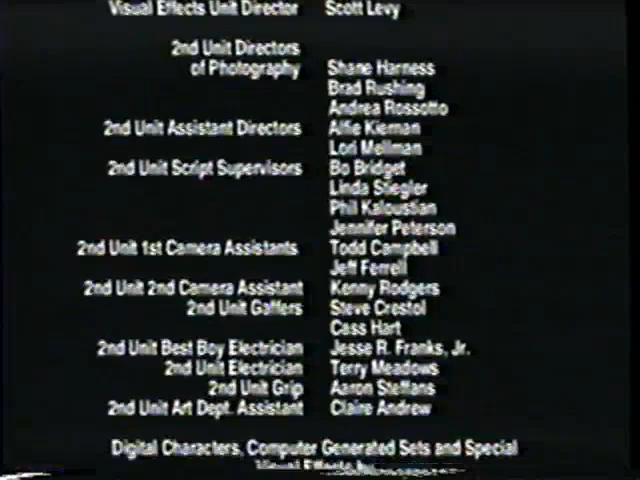 Visual Effects Unit Director Scott Levy
2nd Unit Directors
of Photography Shane Harness
Brad Rushing
Andrea Rossotto
2nd Unit Assistant Directors Alfie Kiernan
Lori Mellman
2nd Unit Script Supervisors Bo Bridget
Linda Stiegler
Phil Kaloustian
Jennifer Peterson
2nd Unit 1st Camera Assistants Todd Campbell
Jeff Ferrell
2nd Unit 2nd Camera Assistant Kenny Rodgers
2nd Unit Gaffers Steve Crestol
Cass Hart
2nd Unit Best Boy Electrician Jesse R. Franks, Jr.
2nd Unit Electrician Terry Meadows
2nd Unit Grip Aaron Steffans
2nd Unit Art Dept. Assistant Claire Andrew
Digital Characters, Computer Generated Sets and Special
Visual Effects by